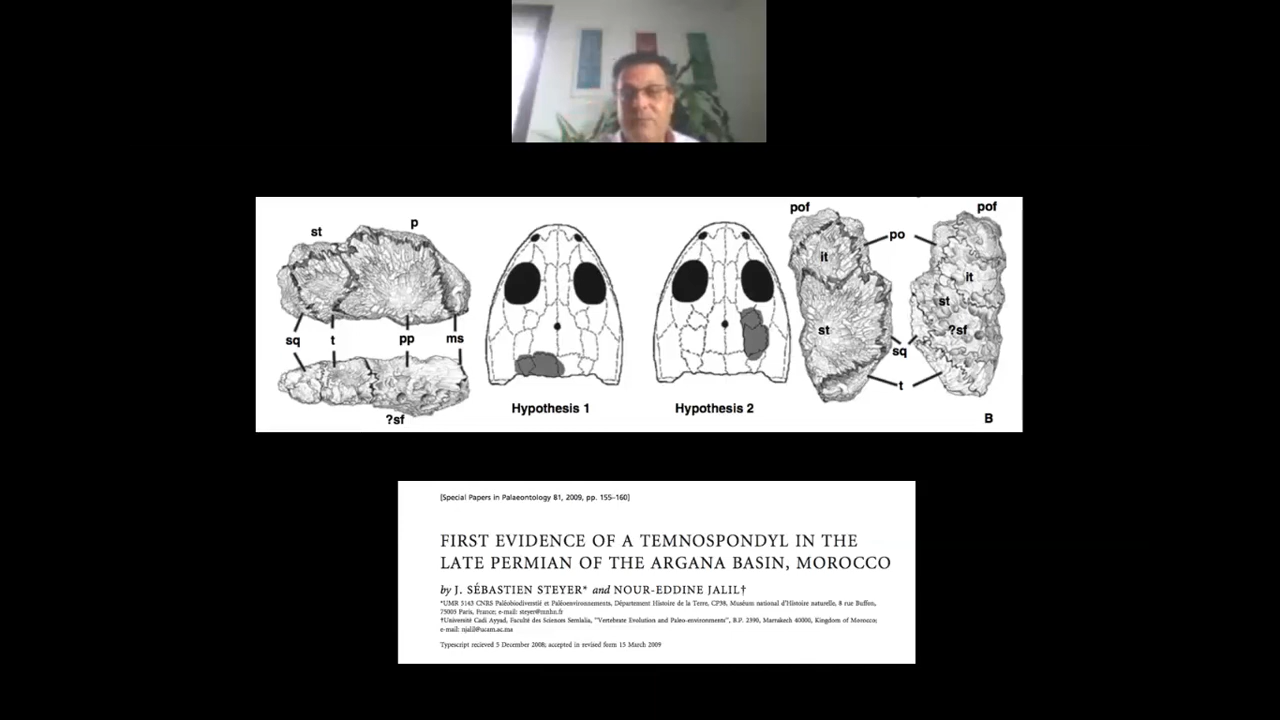 st
p
sq
t
pp
ms
?sf
Hypothesis 1
Hypothesis 2
pof
pof
po
it
it
st
st
?sf
sq
t
B
[Special Papers in Palaeontology 81, 2009, pp. 155–160]
FIRST EVIDENCE OF A TEMNOSPONDYL IN THE
LATE PERMIAN OF THE ARGANA BASIN, MOROCCO
by J. SÉBASTIEN STEYER* and NOUR-EDDINE JALIL†
*UMR 5143 CNRS Paléobiodiversité et Paléoenvironnements, Département Histoire de la Terre, CP38, Muséum national d'Histoire naturelle, 8 rue Buffon,
75005 Paris, France; e-mail: steyer@mnhn.fr
†Université Cadi Ayyad, Faculté des Sciences Semlalia, "Vertebrate Evolution and Paleo-environments", B.P. 2390, Marrakech 40000, Kingdom of Morocco;
e-mail: njalil@ucam.ac.ma
Typescript recieved 5 December 2008; accepted in revised form 15 March 2009